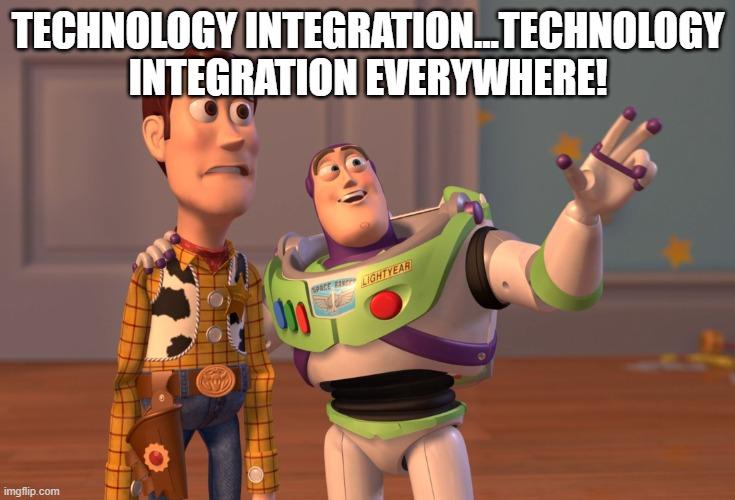 TECHNOLOGY INTEGRATION...TECHNOLOGY
INTEGRATION EVERYWHERE!
SPACE RANGER
LIGHTYEAR
imgflip.com